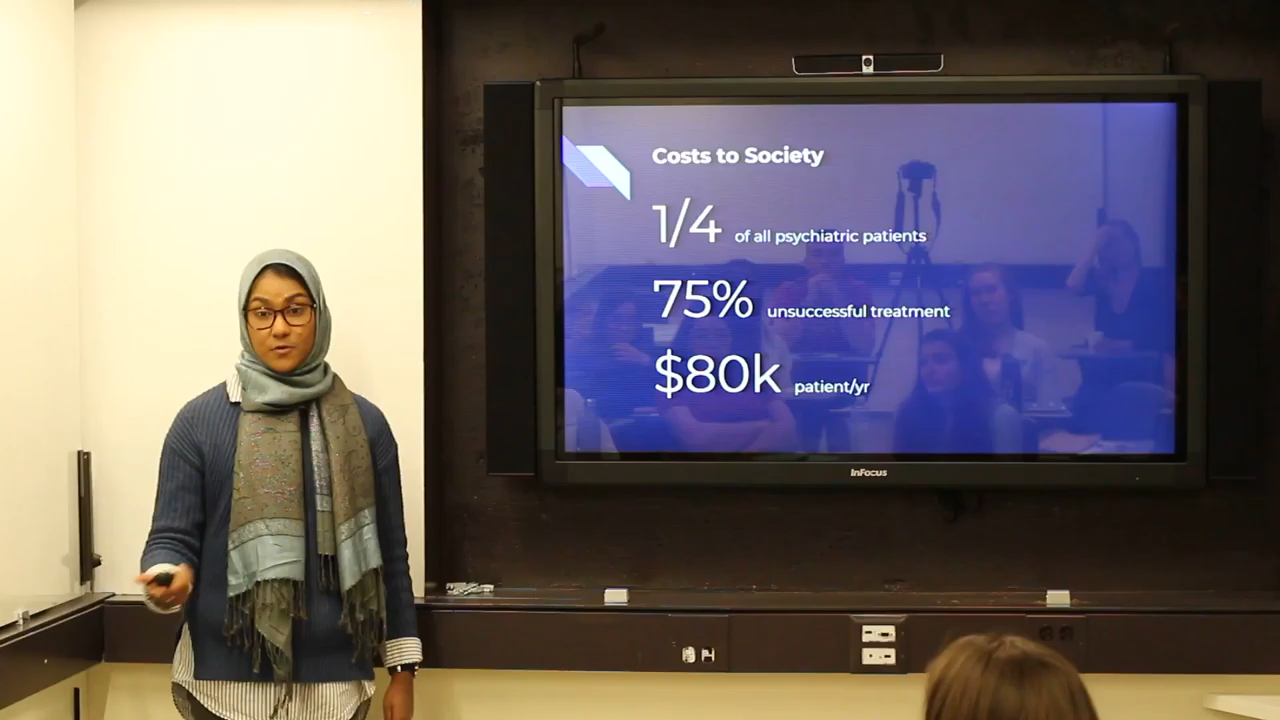 Costs to Society
1/4 of all psychiatric patients
75% unsuccessful treatment
$80k patient/yr
InFocus